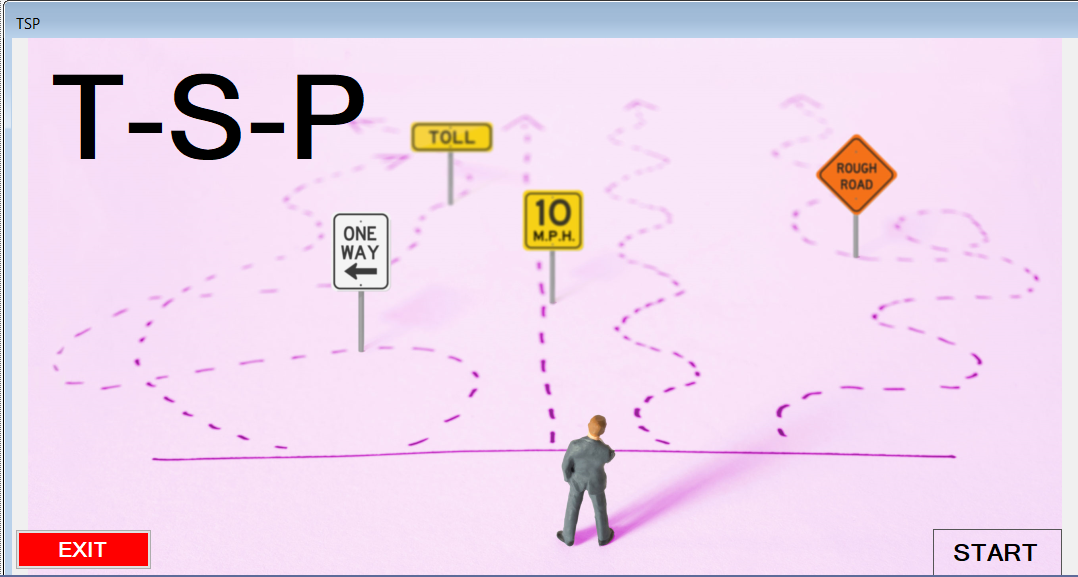 TSP
T-S-P
TOLL
ROUGH
ROAD
10
M.P.H.
ONE
WAY
EXIT
START